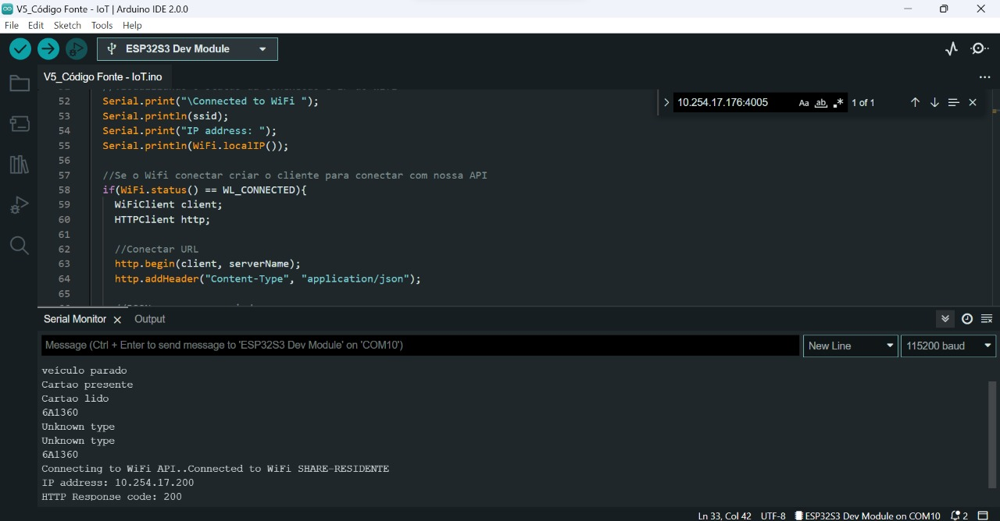 V5_Código Fonte - IoT | Arduino IDE 2.0.0
File Edit Sketch Tools Help
ESP32S3 Dev Module
V5_Código Fonte - IoT.ino
10.254.17.176:4005 Aa ab, .* 1 of 1
52 Serial.print("\Connected to WiFi ");
53 Serial.println(ssid);
54 Serial.print("IP address: ");
55 Serial.println(WiFi.localIP());
56
57 //Se o Wifi conectar criar o cliente para conectar com nossa API
58 if(WiFi.status() == WL_CONNECTED){
59 WiFiClient client;
60 HTTPClient http;
61
62 //Conectar URL
63 http.begin(client, serverName);
64 http.addHeader("Content-Type", "application/json");
65
Serial Monitor Output
Message (Ctrl + Enter to send message to 'ESP32S3 Dev Module' on 'COM10') New Line 115200 baud
veículo parado
Cartao presente
Cartao lido
6A1360
Unknown type
Unknown type
6A1360
Connecting to WiFi API..Connected to WiFi SHARE-RESIDENTE
IP address: 10.254.17.200
HTTP Response code: 200
Ln 33, Col 42 UTF-8 ESP32S3 Dev Module on COM10 2